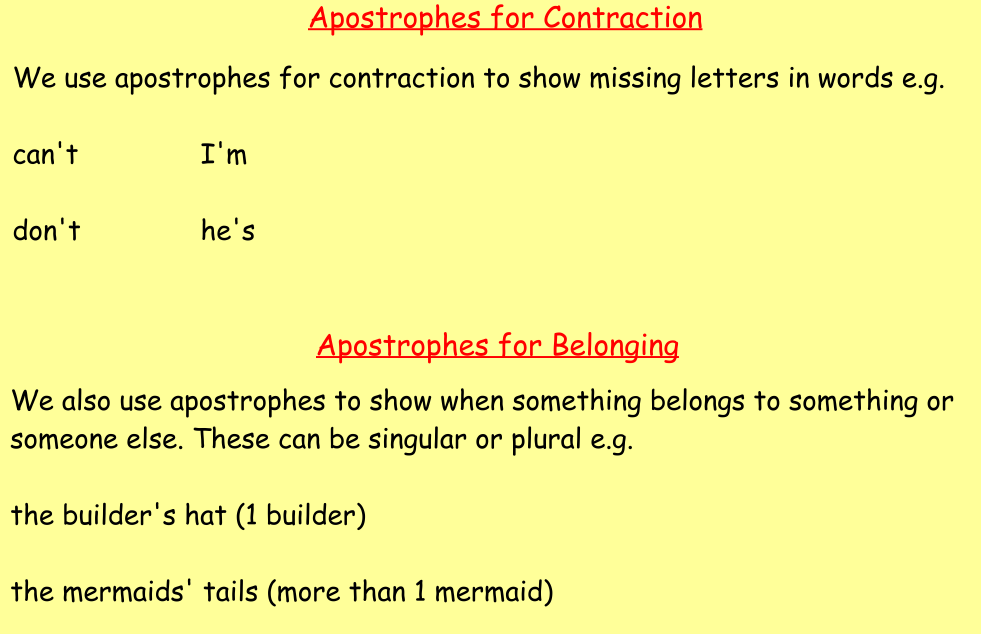 Apostrophes for Contraction
We use apostrophes for contraction to show missing letters in words e.g.
can't I'm
don't he's
Apostrophes for Belonging
We also use apostrophes to show when something belongs to something or
someone else. These can be singular or plural e.g.
the builder's hat (1 builder)
the mermaids' tails (more than 1 mermaid)